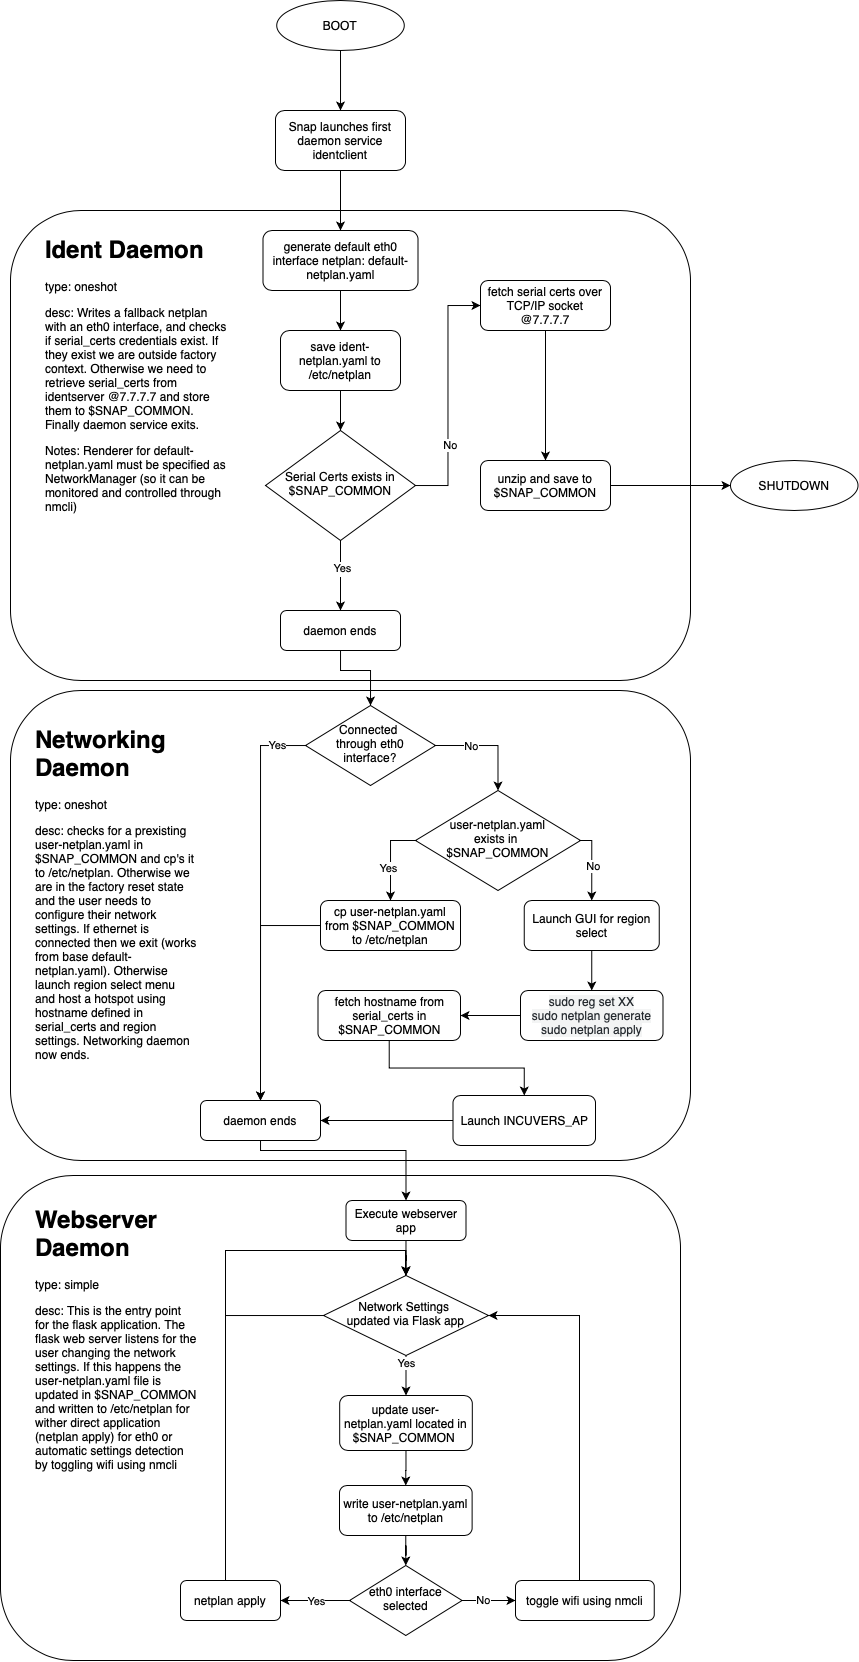 BOOT
Snap launches first
daemon service
identclient
Ident Daemon
type: oneshot
desc: Writes a fallback netplan
with an eth0 interface, and checks
if serial_certs credentials exist. If
they exist we are outside factory
context. Otherwise we need to
retrieve serial_certs from
identserver @7.7.7.7 and store
them to $SNAP_COMMON.
Finally daemon service exits.
Notes: Renderer for default-
netplan.yaml must be specified as
NetworkManager (so it can be
monitored and controlled through
nmcli)
generate default eth0
interface netplan: default-
netplan.yaml
save ident-
netplan.yaml to
/etc/netplan
Serial Certs exists in
$SNAP_COMMON
No
fetch serial certs over
TCP/IP socket
@7.7.7.7
unzip and save to
$SNAP_COMMON
SHUTDOWN
Yes
daemon ends
Networking
Daemon
type: oneshot
desc: checks for a prexisting
user-netplan.yaml in
$SNAP_COMMON and cp's it
to /etc/netplan. Otherwise we
are in the factory reset state
and the user needs to
configure their network
settings. If ethernet is
connected then we exit (works
from base default-
netplan.yaml). Otherwise
launch region select menu
and host a hotspot using
hostname defined in
serial_certs and region
settings. Networking daemon
now ends.
Connected
through eth0
interface?
Yes
No
user-netplan.yaml
exists in
$SNAP_COMMON
Yes
No
cp user-netplan.yaml
from $SNAP_COMMON
to /etc/netplan
Launch GUI for region
select
sudo reg set XX
sudo netplan generate
sudo netplan apply
fetch hostname from
serial_certs in
$SNAP_COMMON
Launch INCUVERS_AP
daemon ends
Webserver
Daemon
type: simple
desc: This is the entry point
for the flask application. The
flask web server listens for the
user changing the network
settings. If this happens the
user-netplan.yaml file is
updated in $SNAP_COMMON
and written to /etc/netplan for
wither direct application
(netplan apply) for eth0 or
automatic settings detection
by toggling wifi using nmcli
Execute webserver
app
Network Settings
updated via Flask app
Yes
update user-
netplan.yaml located in
$SNAP_COMMON
write user-netplan.yaml
to /etc/netplan
eth0 interface
selected
Yes
netplan apply
No
toggle wifi using nmcli